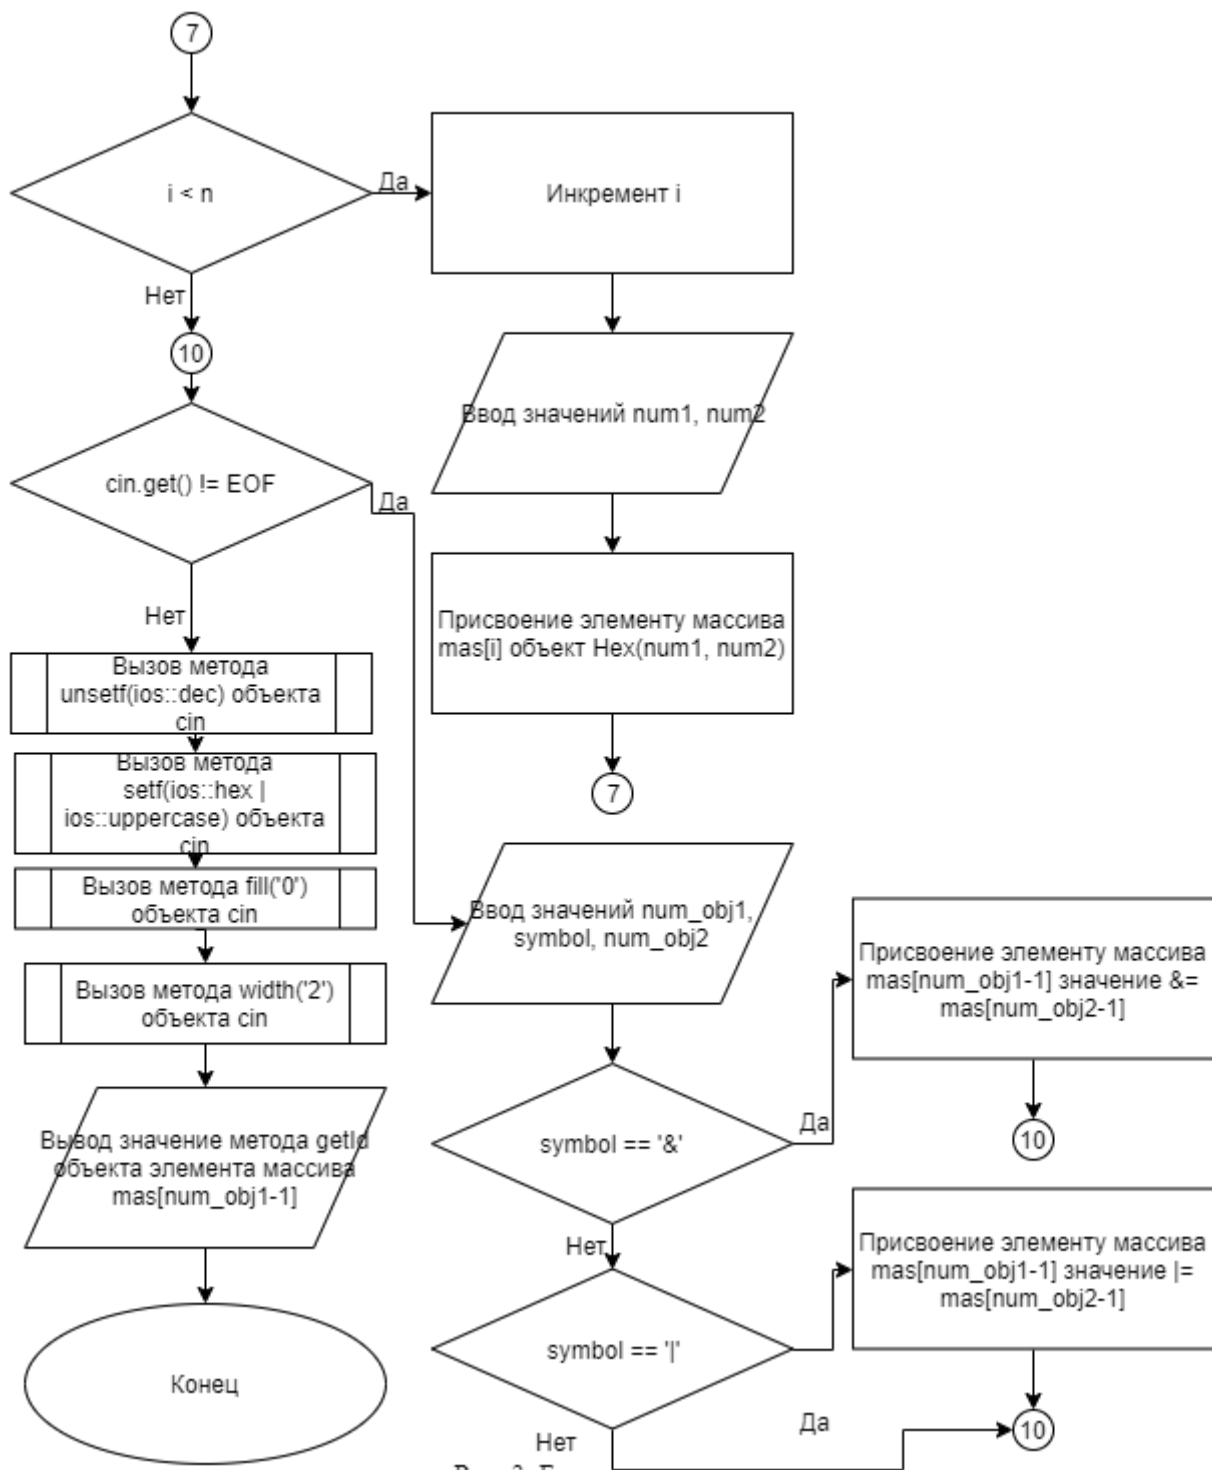 7
i < n
Да
Инкремент i
Нет
10
Ввод значений num1, num2
cin.get() != EOF
Да
Нет
Присвоение элементу массива
mas[i] объект Hex(num1, num2)
7
Вызов метода
unsetf(ios::dec) объекта
cin
Вызов метода
setf(ios::hex |
ios::uppercase) объекта
cin
Вызов метода fill('0')
объекта cin
Вызов метода width('2')
объекта cin
Вывод значение метода getId
объекта элемента массива
mas[num_obj1-1]
Конец
Ввод значений num_obj1,
symbol, num_obj2
symbol == '&'
Да
Присвоение элементу массива
mas[num_obj1-1] значение &=
mas[num_obj2-1]
10
Нет
symbol == '|'
Присвоение элементу массива
mas[num_obj1-1] значение |=
mas[num_obj2-1]
Да
10
Нет